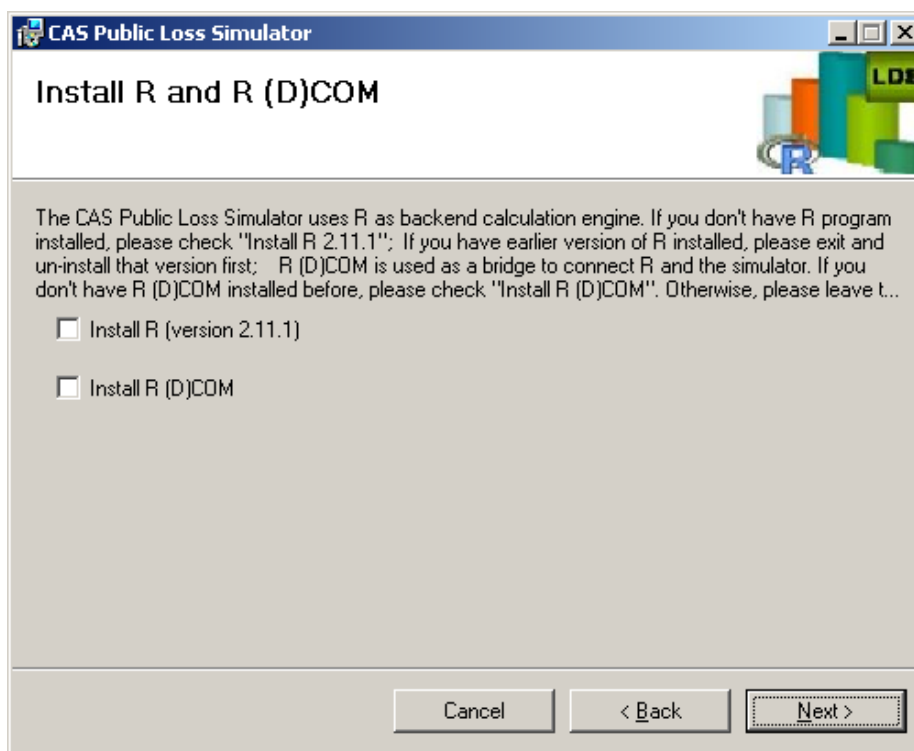 CAS Public Loss Simulator
Install R and R (D)COM
R
The CAS Public Loss Simulator uses R as backend calculation engine. If you don't have R program
installed, please check "Install R 2.11.1"; If you have earlier version of R installed, please exit and
un-install that version first; R (D)COM is used as a bridge to connect R and the simulator. If you
don't have R (D)COM installed before, please check "Install R (D)COM". Otherwise, please leave t...
Install R (version 2.11.1)
Install R (D)COM
Cancel
< Back
Next >